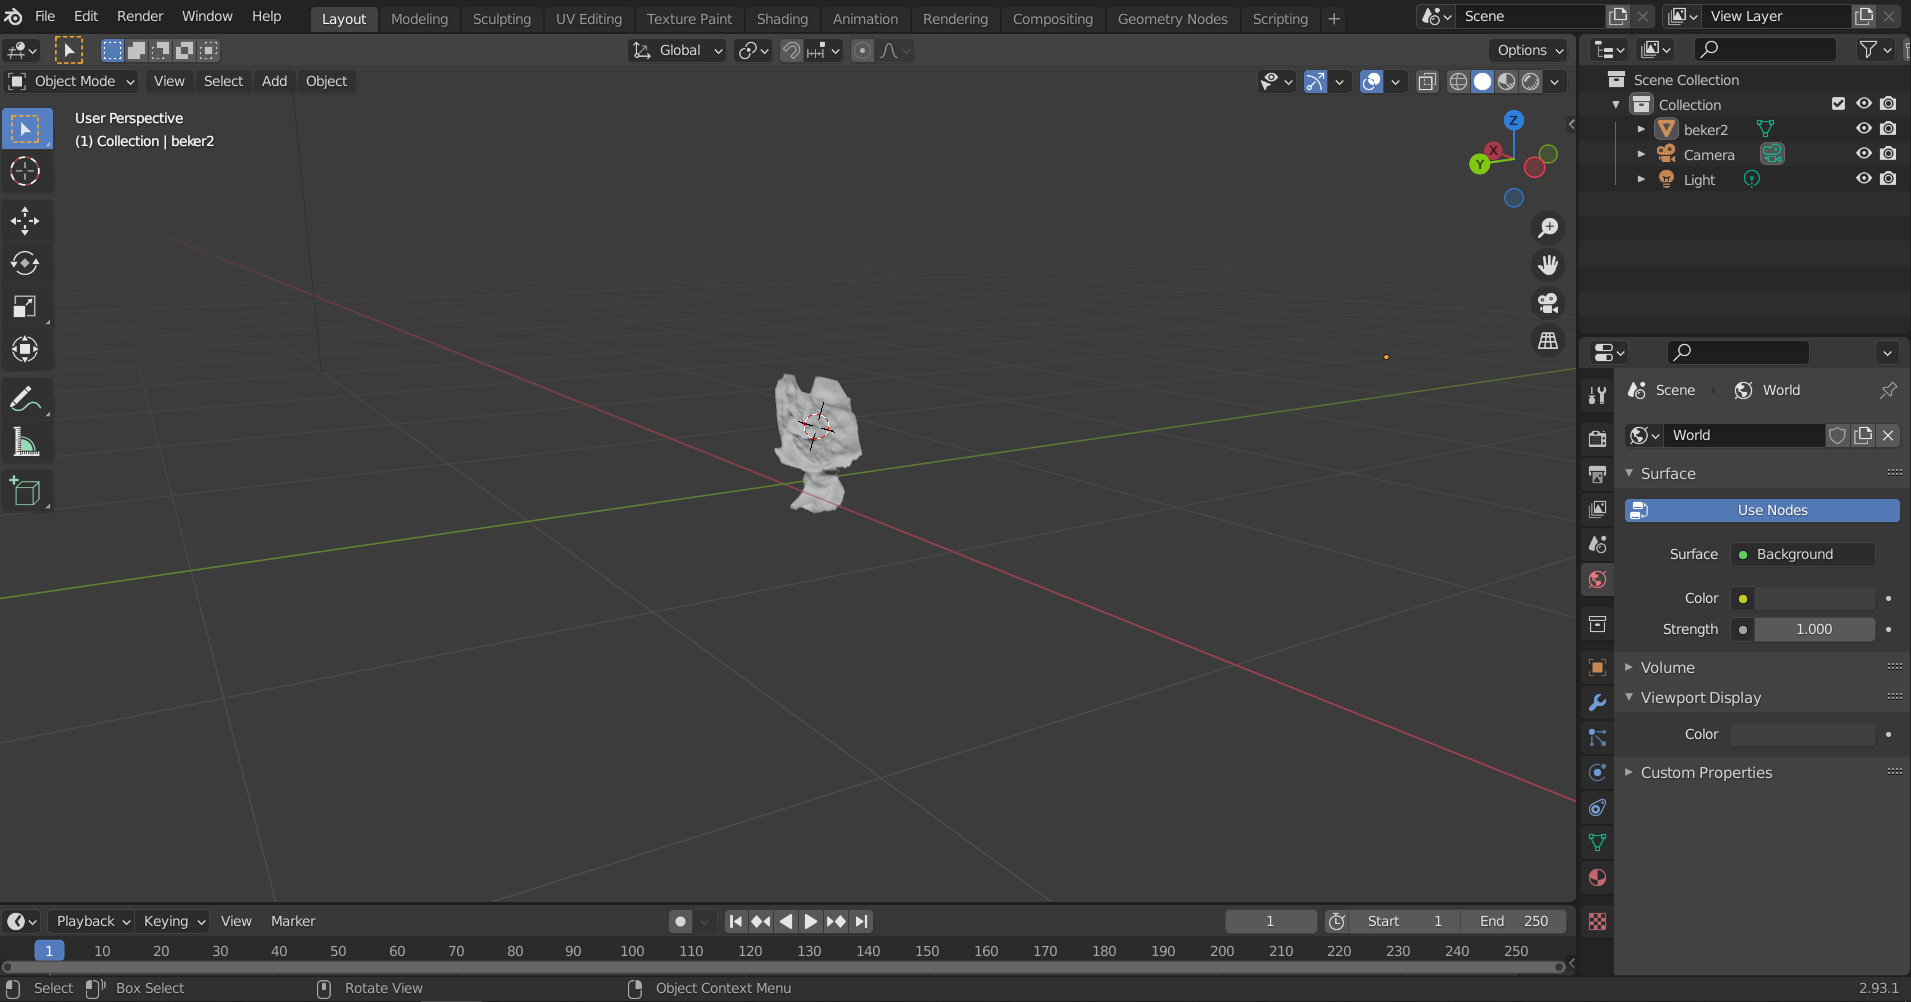 File Edit Render Window Help Layout Modeling Sculpting UV Editing Texture Paint Shading Animation Rendering Compositing Geometry Nodes Scripting + Scene View Layer
Global Options
Object Mode View Select Add Object
User Perspective
(1) Collection | beker2
Z
X
Y
Scene Collection
Collection
beker2
Camera
Light
Scene World
World
Surface
Use Nodes
Surface Background
Color
Strength 1.000
Volume
Viewport Display
Color
Custom Properties
Playback Keying View Marker 1 Start 1 End 250
1 10 20 30 40 50 60 70 80 90 100 110 120 130 140 150 160 170 180 190 200 210 220 230 240 250
Select Box Select Rotate View Object Context Menu 2.93.1